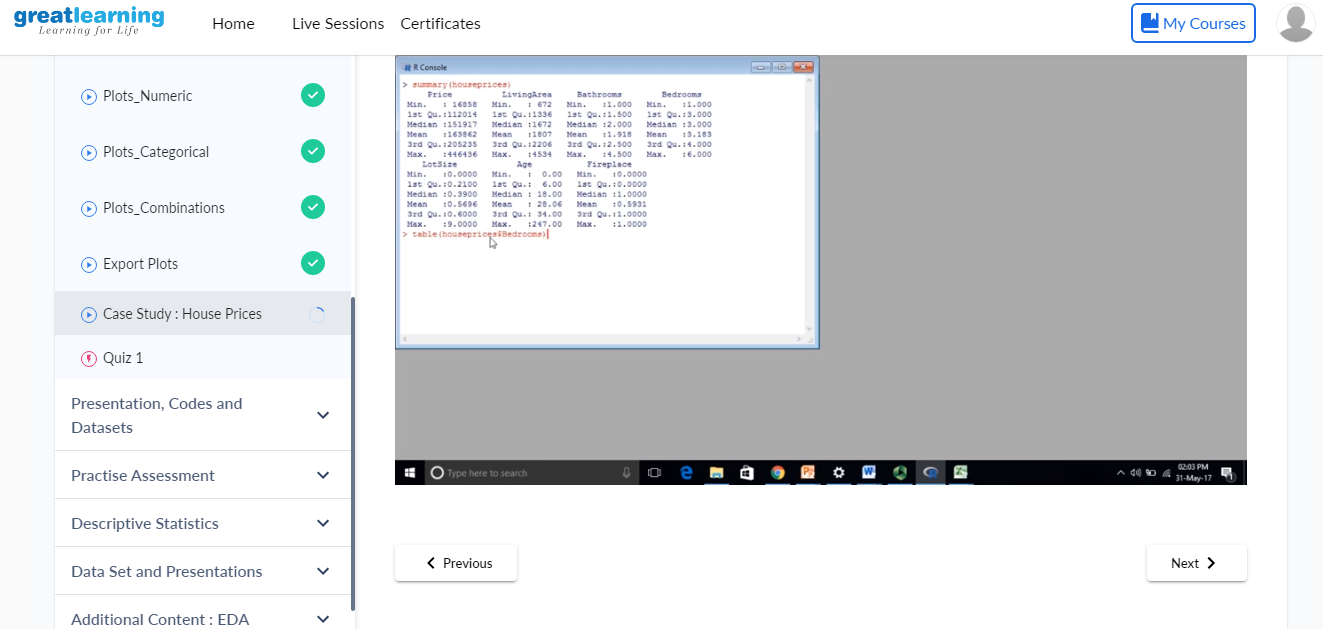 greatlearning
Learning for Life
Home Live Sessions Certificates
My Courses
Plots_Numeric
Plots_Categorical
Plots_Combinations
Export Plots
Case Study : House Prices
Quiz 1
Presentation, Codes and
Datasets
Practise Assessment
Descriptive Statistics
Data Set and Presentations
Additional Content : EDA
R Console
> summary(houseprices)
Price LivingArea Bathrooms Bedrooms
Min. : 16858 Min. : 672 Min. :1.000 Min. :1.000
1st Qu.:112014 1st Qu.:1336 1st Qu.:1.500 1st Qu.:3.000
Median :151917 Median :1672 Median :2.000 Median :3.000
Mean :163862 Mean :1807 Mean :1.918 Mean :3.183
3rd Qu.:205235 3rd Qu.:2206 3rd Qu.:2.500 3rd Qu.:4.000
Max. :446436 Max. :4534 Max. :4.500 Max. :6.000
LotSize Age Fireplace
Min. :0.0000 Min. : 0.00 Min. :0.0000
1st Qu.:0.2100 1st Qu.: 6.00 1st Qu.:0.0000
Median :0.3900 Median : 18.00 Median :1.0000
Mean :0.5696 Mean : 28.06 Mean :0.5931
3rd Qu.:0.6000 3rd Qu.: 34.00 3rd Qu.:1.0000
Max. :9.0000 Max. :247.00 Max. :1.0000
> table(houseprices$Bedrooms)
Type here to search
02:03 PM
31-May-17
Previous
Next